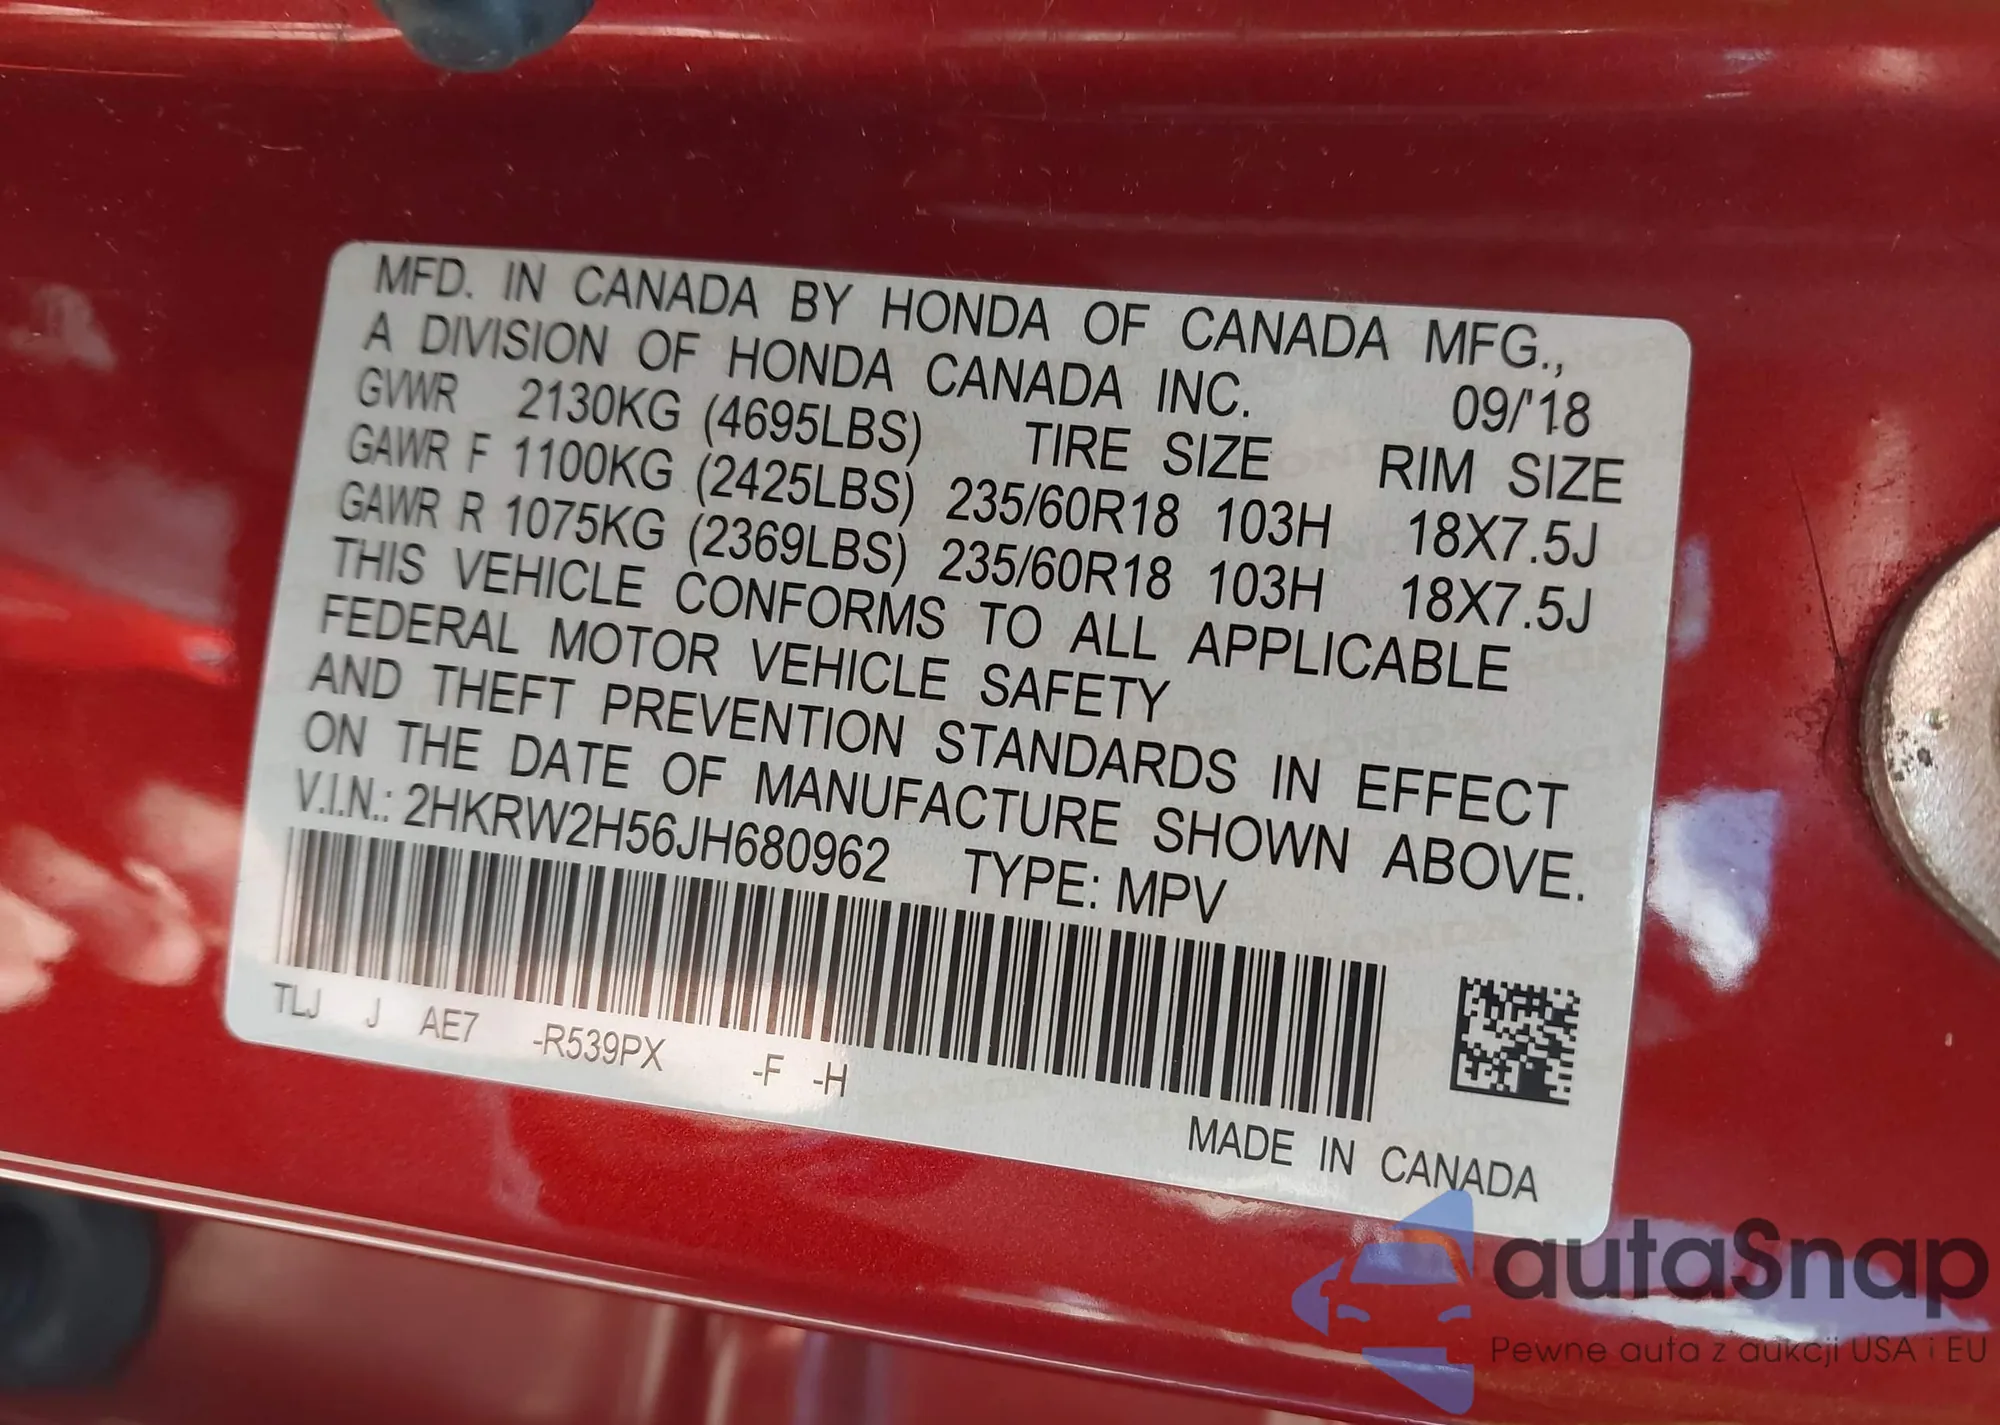 MFD. IN CANADA BY HONDA OF CANADA MFG.,
A DIVISION OF HONDA CANADA INC. 09/'18
GVWR 2130KG (4695LBS) TIRE SIZE RIM SIZE
GAWR F 1100KG (2425LBS) 235/60R18 103H 18X7.5J
GAWR R 1075KG (2369LBS) 235/60R18 103H 18X7.5J
THIS VEHICLE CONFORMS TO ALL APPLICABLE
FEDERAL MOTOR VEHICLE SAFETY
AND THEFT PREVENTION STANDARDS IN EFFECT
ON THE DATE OF MANUFACTURE SHOWN ABOVE.
V.I.N.: 2HKRW2H56JH680962 TYPE: MPV
TLJ J AE7 -R539PX -F -H
MADE IN CANADA
autaSnap
Pewne auta z aukcji USA i EU